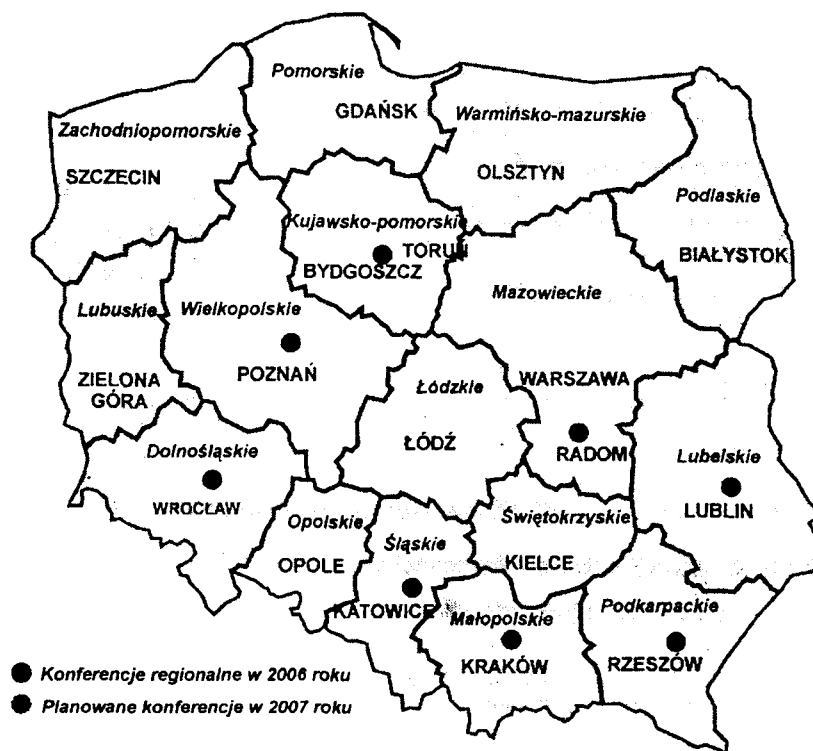 Pomorskie
GDAŃSK
Warmińsko-mazurskie
OLSZTYN
Zachodniopomorskie
SZCZECIN
Podlaskie
BIAŁYSTOK
Kujawsko-pomorskie
TORUŃ
BYDGOSZCZ
Mazowieckie
Lubuskie
ZIELONA
GÓRA
Wielkopolskie
POZNAŃ
WARSZAWA
Łódzkie
ŁÓDŹ
RADOM
Dolnośląskie
WROCŁAW
Lubelskie
LUBLIN
Opolskie
OPOLE
Śląskie
KATOWICE
Świętokrzyskie
KIELCE
Małopolskie
KRAKÓW
Podkarpackie
RZESZÓW
Konferencje regionalne w 2006 roku
Planowane konferencje w 2007 roku